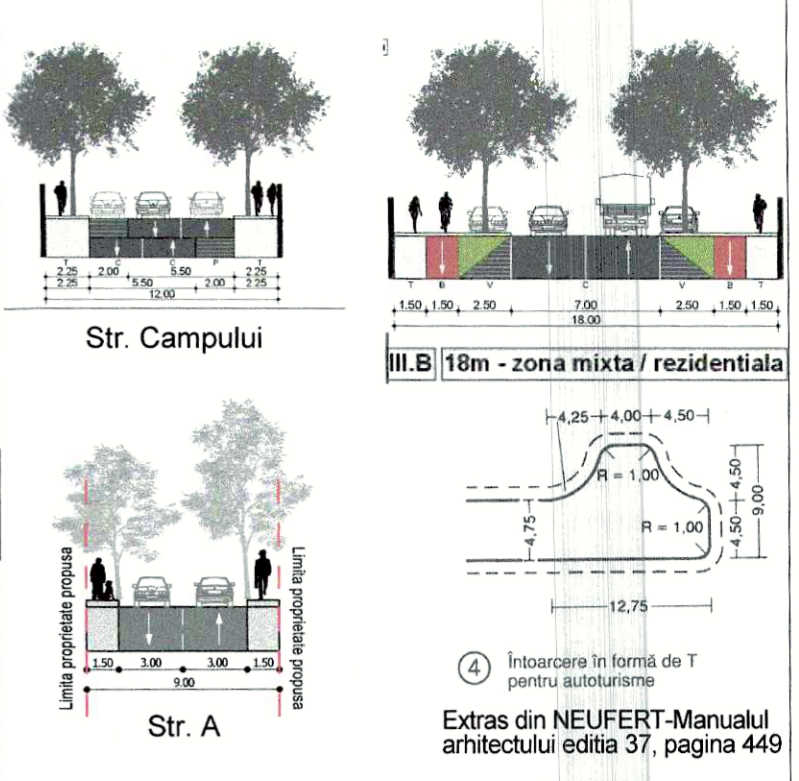 T C C P T
2.25 2.00 5.50 2.25
2.25 5.50 2.00 2.25
12.00
Str. Campului
T B V C V B T
1.50 1.50 2.50 7.00 2.50 1.50 1.50
18.00
III.B 18m - zona mixta / rezidentiala
Limita proprietate propusa
Limita proprietate propusa
1.50 3.00 3.00 1.50
9.00
Str. A
4,25 4,00 4,50
R = 1,00
4,50
9,00
4,75
R = 1,00
4,50
12,75
4 Întoarcere în formă de T
pentru autoturisme
Extras din NEUFERT-Manualul
arhitectului editia 37, pagina 449